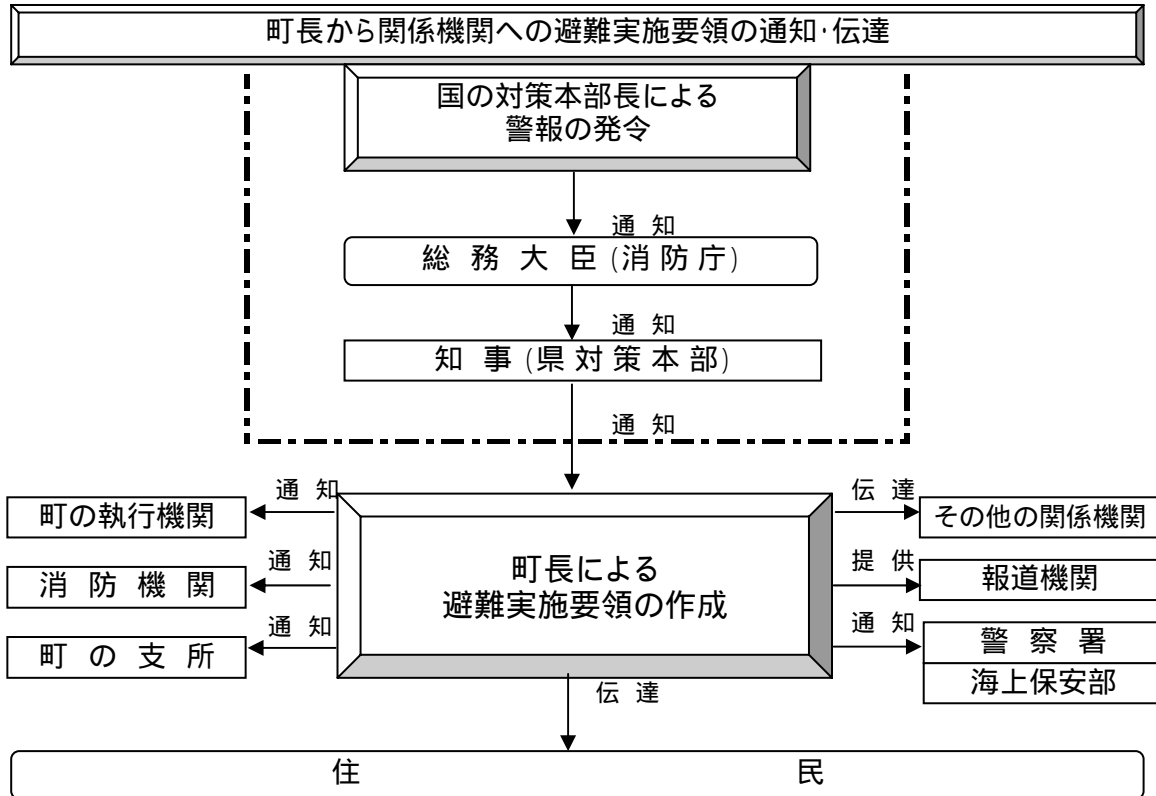 町長から関係機関への避難実施要領の通知・伝達
国の対策本部長による
警報の発令
通 知
総 務 大 臣 (消 防 庁)
通 知
知 事 (県 対 策 本 部)
通 知
通 知
町の執行機関
伝 達
その他の関係機関
町長による
避難実施要領の作成
通 知
消 防 機 関
提 供
報道機関
通 知
町 の 支 所
通 知
警 察 署
海上保安部
伝 達
住 民